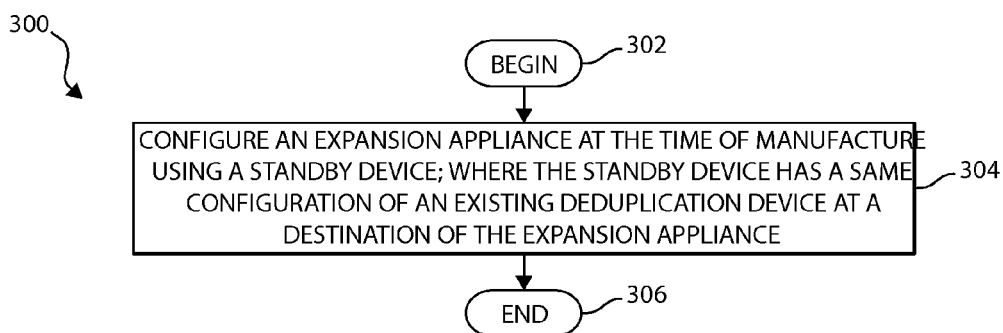 300
302
BEGIN
CONFIGURE AN EXPANSION APPLIANCE AT THE TIME OF MANUFACTURE
USING A STANDBY DEVICE; WHERE THE STANDBY DEVICE HAS A SAME
304
CONFIGURATION OF AN EXISTING DEDUPLICATION DEVICE AT A
DESTINATION OF THE EXPANSION APPLIANCE
306
END